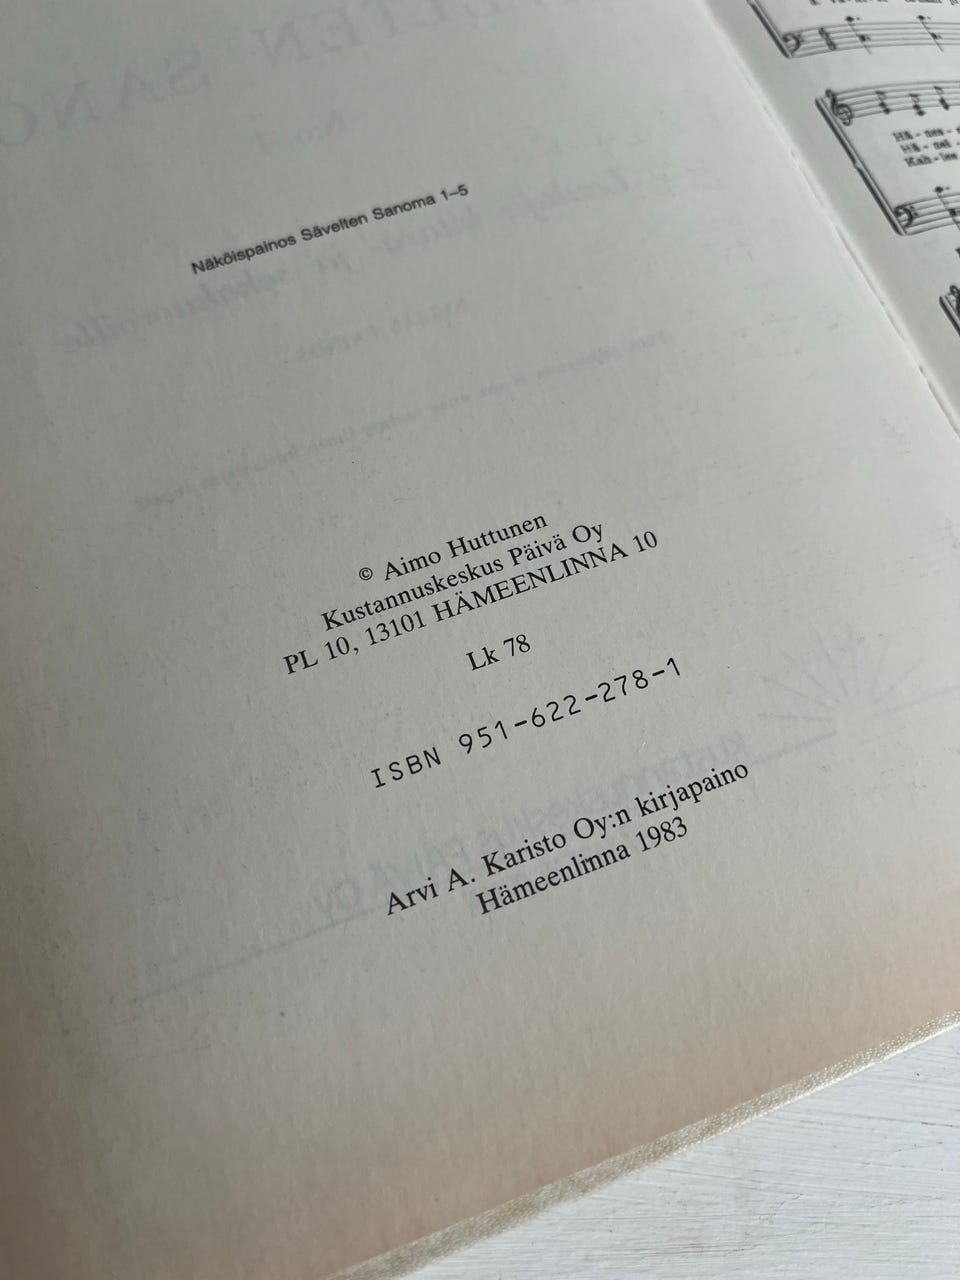 Näköispainos Sävelten Sanoma 1–5
© Aimo Huttunen
Kustannuskeskus Päivä Oy
PL 10, 13101 HÄMEENLINNA 10
Lk 78
ISBN 951-622-278-1
Arvi A. Karisto Oy:n kirjapaino
Hämeenlinna 1983